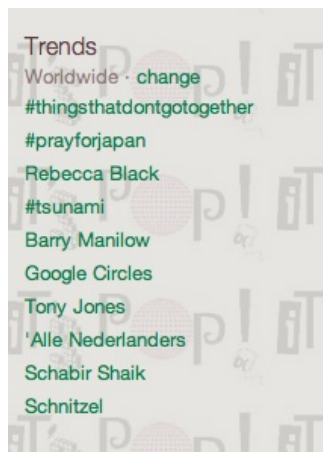 Trends
Worldwide · change
#thingsthatdontgotogether
#prayforjapan
Rebecca Black
#tsunami
Barry Manilow
Google Circles
Tony Jones
'Alle Nederlanders
Schabir Shaik
Schnitzel